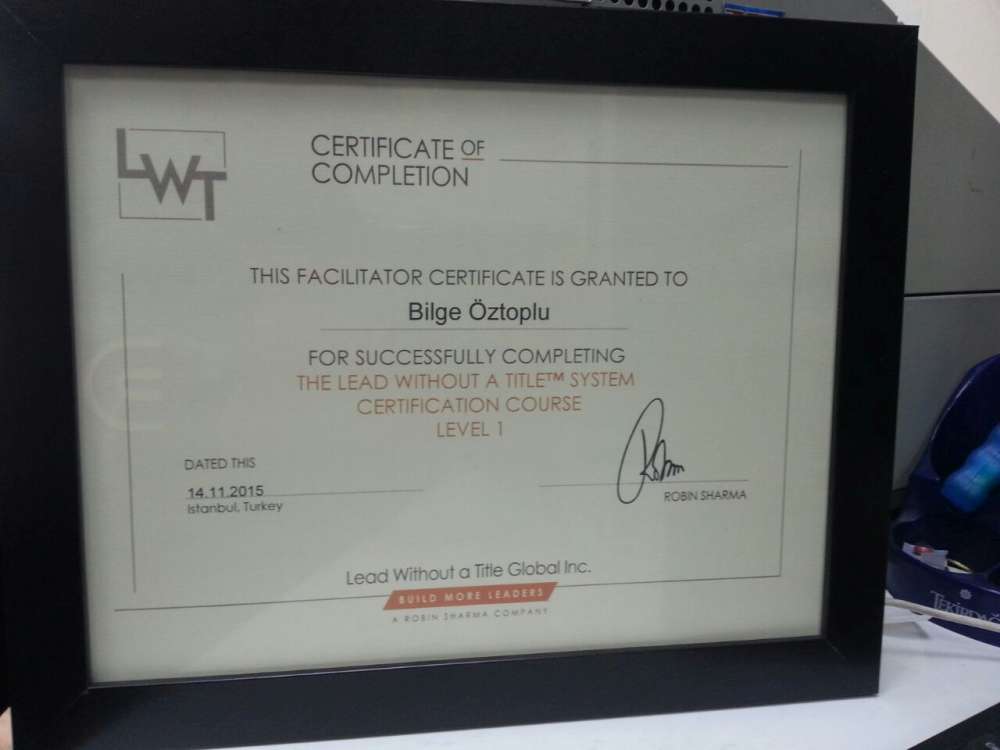 LWT
CERTIFICATE OF
COMPLETION
THIS FACILITATOR CERTIFICATE IS GRANTED TO
Bilge Öztoplu
FOR SUCCESSFULLY COMPLETING
THE LEAD WITHOUT A TITLE™ SYSTEM
CERTIFICATION COURSE
LEVEL 1
DATED THIS
14.11.2015
Istanbul, Turkey
Robin
ROBIN SHARMA
Lead Without a Title Global Inc.
BUILD MORE LEADERS
A ROBIN SHARMA COMPANY